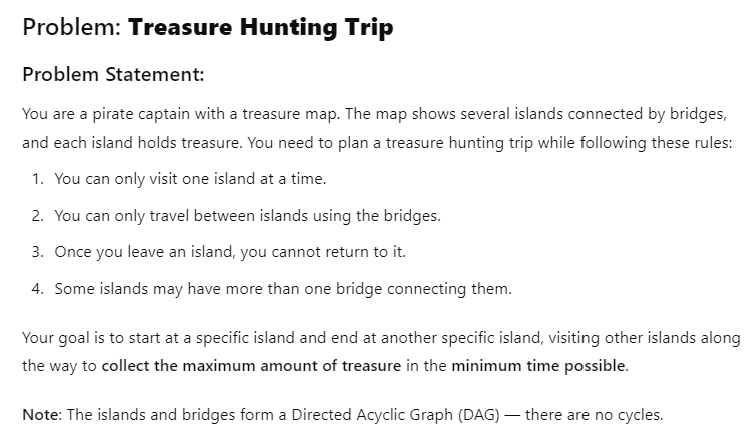 Problem: Treasure Hunting Trip
Problem Statement:
You are a pirate captain with a treasure map. The map shows several islands connected by bridges,
and each island holds treasure. You need to plan a treasure hunting trip while following these rules:
1. You can only visit one island at a time.
2. You can only travel between islands using the bridges.
3. Once you leave an island, you cannot return to it.
4. Some islands may have more than one bridge connecting them.
Your goal is to start at a specific island and end at another specific island, visiting other islands along
the way to collect the maximum amount of treasure in the minimum time possible.
Note: The islands and bridges form a Directed Acyclic Graph (DAG) — there are no cycles.